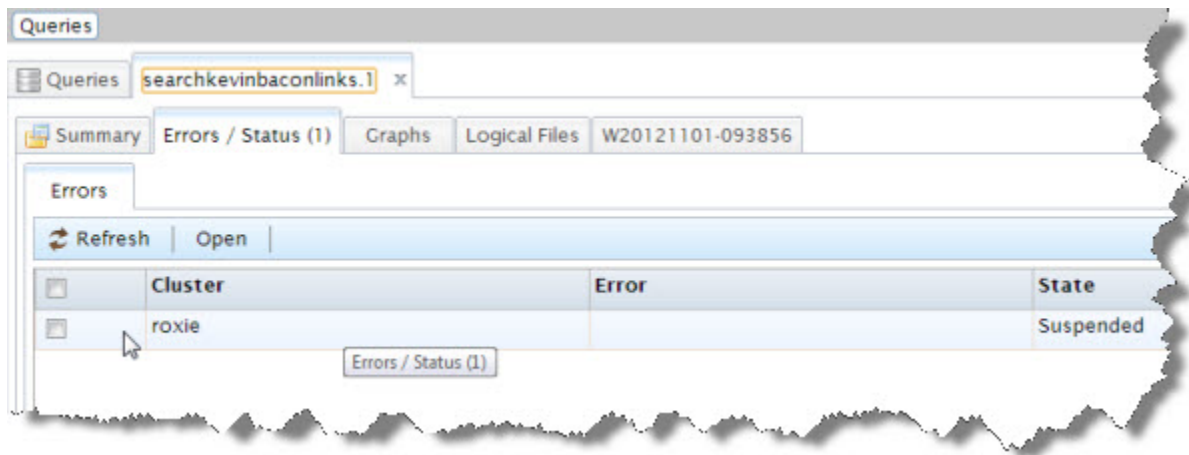 Queries
Queries searchkevinbaconlinks.1 x
Summary Errors / Status (1) Graphs Logical Files W20121101-093856
Errors
Refresh Open
Cluster Error State
roxie Suspended
Errors / Status (1)